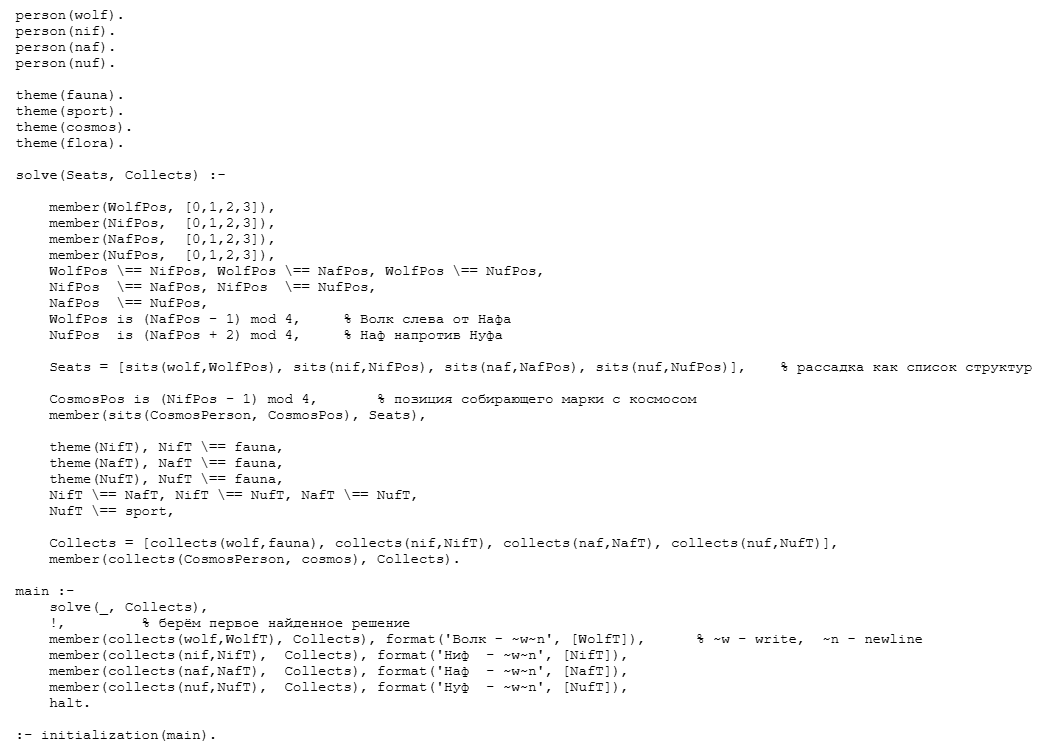 person(wolf).
person(nif).
person(naf).
person(nuf).

theme(fauna).
theme(sport).
theme(cosmos).
theme(flora).

solve(Seats, Collects) :-

    member(WolfPos, [0,1,2,3]),
    member(NifPos,  [0,1,2,3]),
    member(NafPos,  [0,1,2,3]),
    member(NufPos,  [0,1,2,3]),
    WolfPos \== NifPos, WolfPos \== NafPos, WolfPos \== NufPos,
    NifPos  \== NafPos, NifPos  \== NufPos,
    NafPos  \== NufPos,
    WolfPos is (NafPos - 1) mod 4,     % Волк слева от Нафа
    NufPos  is (NafPos + 2) mod 4,     % Наф напротив Нуфа

    Seats = [sits(wolf,WolfPos), sits(nif,NifPos), sits(naf,NafPos), sits(nuf,NufPos)],    % рассадка как список структур

    CosmosPos is (NifPos - 1) mod 4,       % позиция собирающего марки с космосом
    member(sits(CosmosPerson, CosmosPos), Seats),

    theme(NifT), NifT \== fauna,
    theme(NafT), NafT \== fauna,
    theme(NufT), NufT \== fauna,
    NifT \== NafT, NifT \== NufT, NafT \== NufT,
    NufT \== sport,

    Collects = [collects(wolf,fauna), collects(nif,NifT), collects(naf,NafT), collects(nuf,NufT)],
    member(collects(CosmosPerson, cosmos), Collects).

main :-
    solve(_, Collects),
    !,         % берём первое найденное решение
    member(collects(wolf,WolfT), Collects), format('Волк - ~w~n', [WolfT]),      % ~w - write,  ~n - newline
    member(collects(nif,NifT),  Collects), format('Ниф  - ~w~n', [NifT]),
    member(collects(naf,NafT),  Collects), format('Наф  - ~w~n', [NafT]),
    member(collects(nuf,NufT),  Collects), format('Нуф  - ~w~n', [NufT]),
    halt.

:- initialization(main).